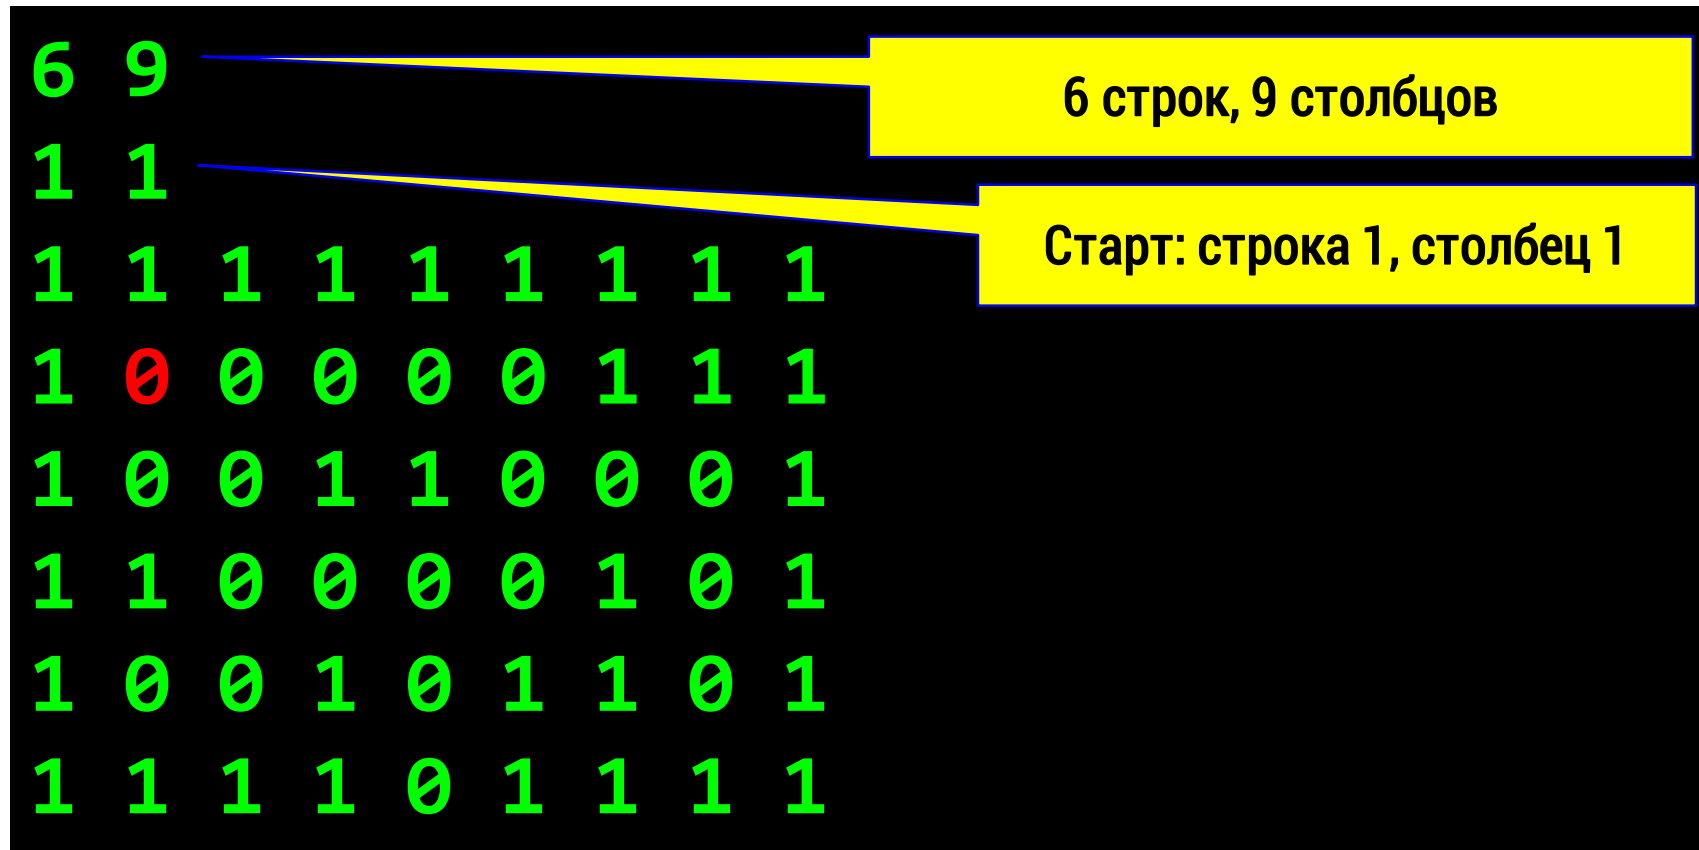 6 9
6 строк, 9 столбцов
1 1
Старт: строка 1, столбец 1
1 1 1 1 1 1 1 1 1
1 0 0 0 0 0 1 1 1
1 0 0 1 1 0 0 0 1
1 1 0 0 0 0 1 0 1
1 0 0 1 0 1 1 0 1
1 1 1 1 0 1 1 1 1